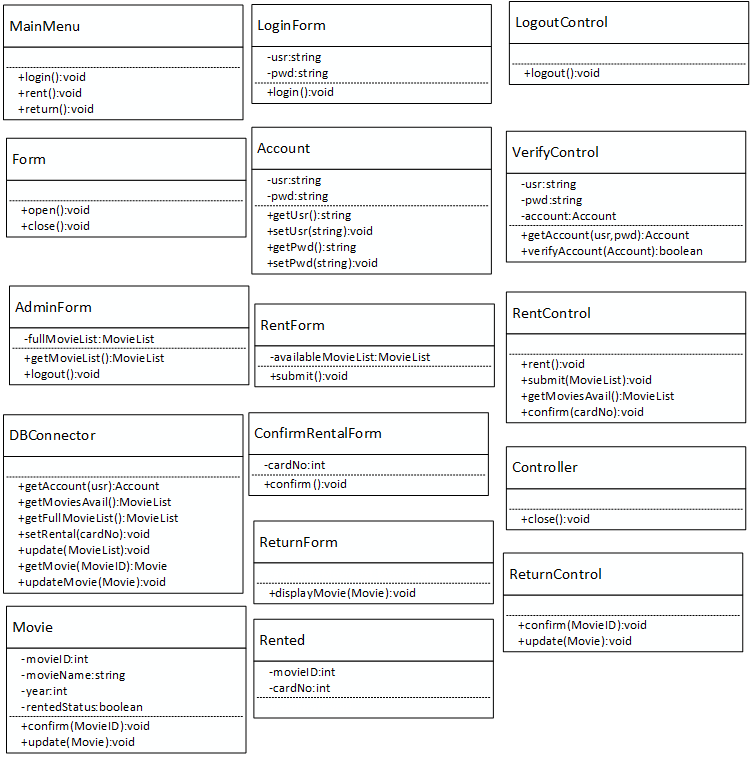 MainMenu
+login():void
+rent():void
+return():void
LoginForm
-usr:string
-pwd:string
+login():void
LogoutControl
+logout():void
Form
+open():void
+close():void
Account
-usr:string
-pwd:string
+getUsr():string
+setUsr(string):void
+getPwd():string
+setPwd(string):void
VerifyControl
-usr:string
-pwd:string
-account:Account
+getAccount(usr,pwd):Account
+verifyAccount(Account):boolean
AdminForm
-fullMovieList:MovieList
+getMovieList():MovieList
+logout():void
RentForm
-availableMovieList:MovieList
+submit():void
RentControl
+rent():void
+submit(MovieList):void
+getMoviesAvail():MovieList
+confirm(cardNo):void
DBConnector
+getAccount(usr):Account
+getMoviesAvail():MovieList
+getFullMovieList():MovieList
+setRental(cardNo):void
+update(MovieList):void
+getMovie(MovieID):Movie
+updateMovie(Movie):void
ConfirmRentalForm
-cardNo:int
+confirm():void
Controller
+close():void
ReturnForm
+displayMovie(Movie):void
ReturnControl
+confirm(MovieID):void
+update(Movie):void
Movie
-movieID:int
-movieName:string
-year:int
-rentedStatus:boolean
+confirm(MovieID):void
+update(Movie):void
Rented
-movieID:int
-cardNo:int